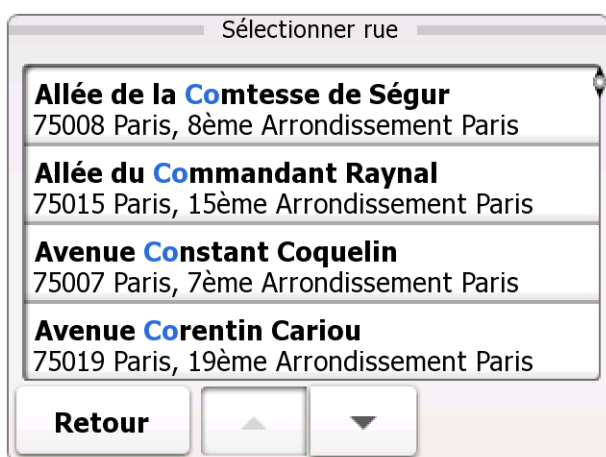 Sélectionner rue
Allée de la Comtesse de Ségur
75008 Paris, 8ème Arrondissement Paris
Allée du Commandant Raynal
75015 Paris, 15ème Arrondissement Paris
Avenue Constant Coquelin
75007 Paris, 7ème Arrondissement Paris
Avenue Corentin Cariou
75019 Paris, 19ème Arrondissement Paris
Retour